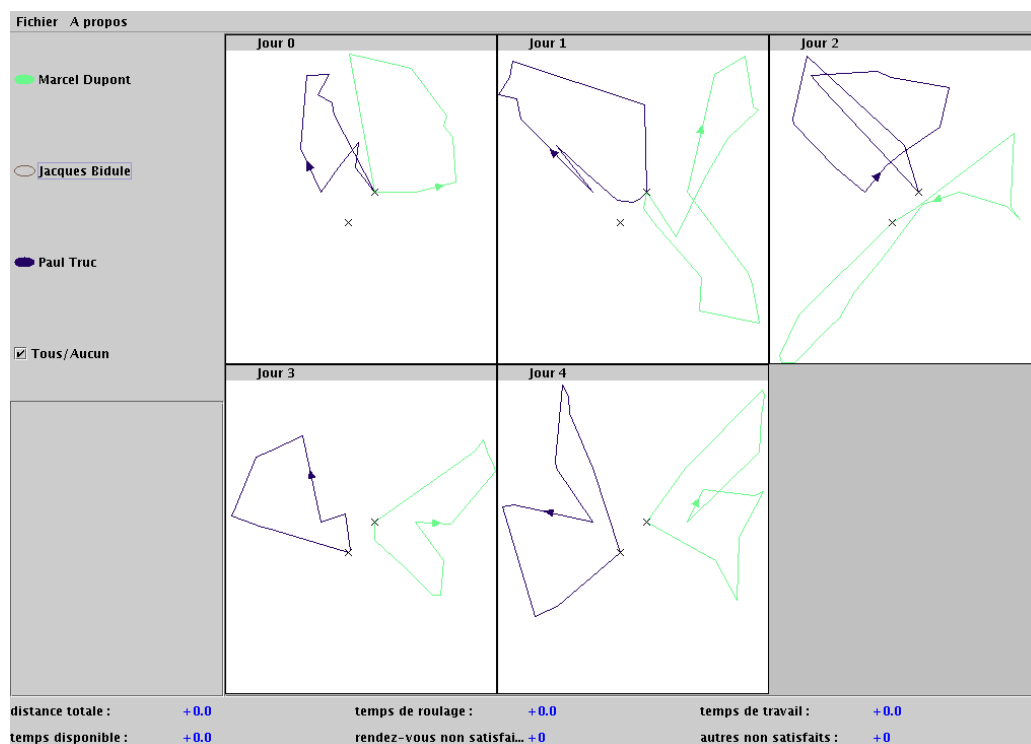 Fichier A propos
Jour 0
Jour 1
Jour 2
Marcel Dupont
Jacques Bidule
Paul Truc
Tous/Aucun
Jour 3
Jour 4
distance totale : +0.0
temps de roulage : +0.0
temps de travail : +0.0
temps disponible : +0.0
rendez-vous non satisfai... +0
autres non satisfaits : +0